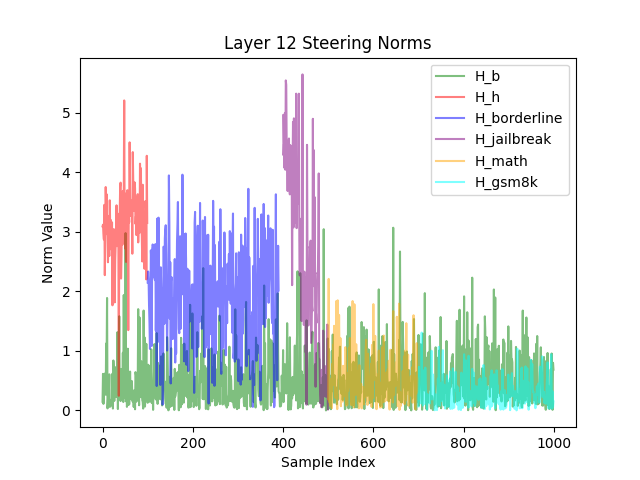 Layer 12 Steering Norms
H_b
H_h
H_borderline
H_jailbreak
H_math
H_gsm8k
Norm Value
5
4
3
2
1
0
0 200 400 600 800 1000
Sample Index